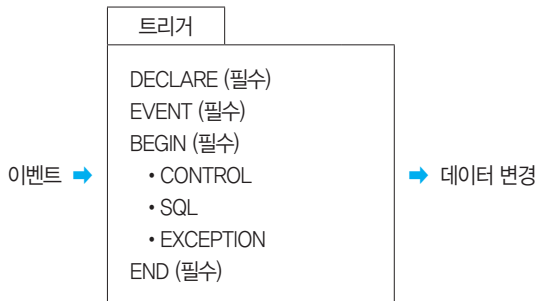 트리거
DECLARE (필수)
EVENT (필수)
BEGIN (필수)
• CONTROL
• SQL
• EXCEPTION
END (필수)
이벤트 ➡
➡ 데이터 변경